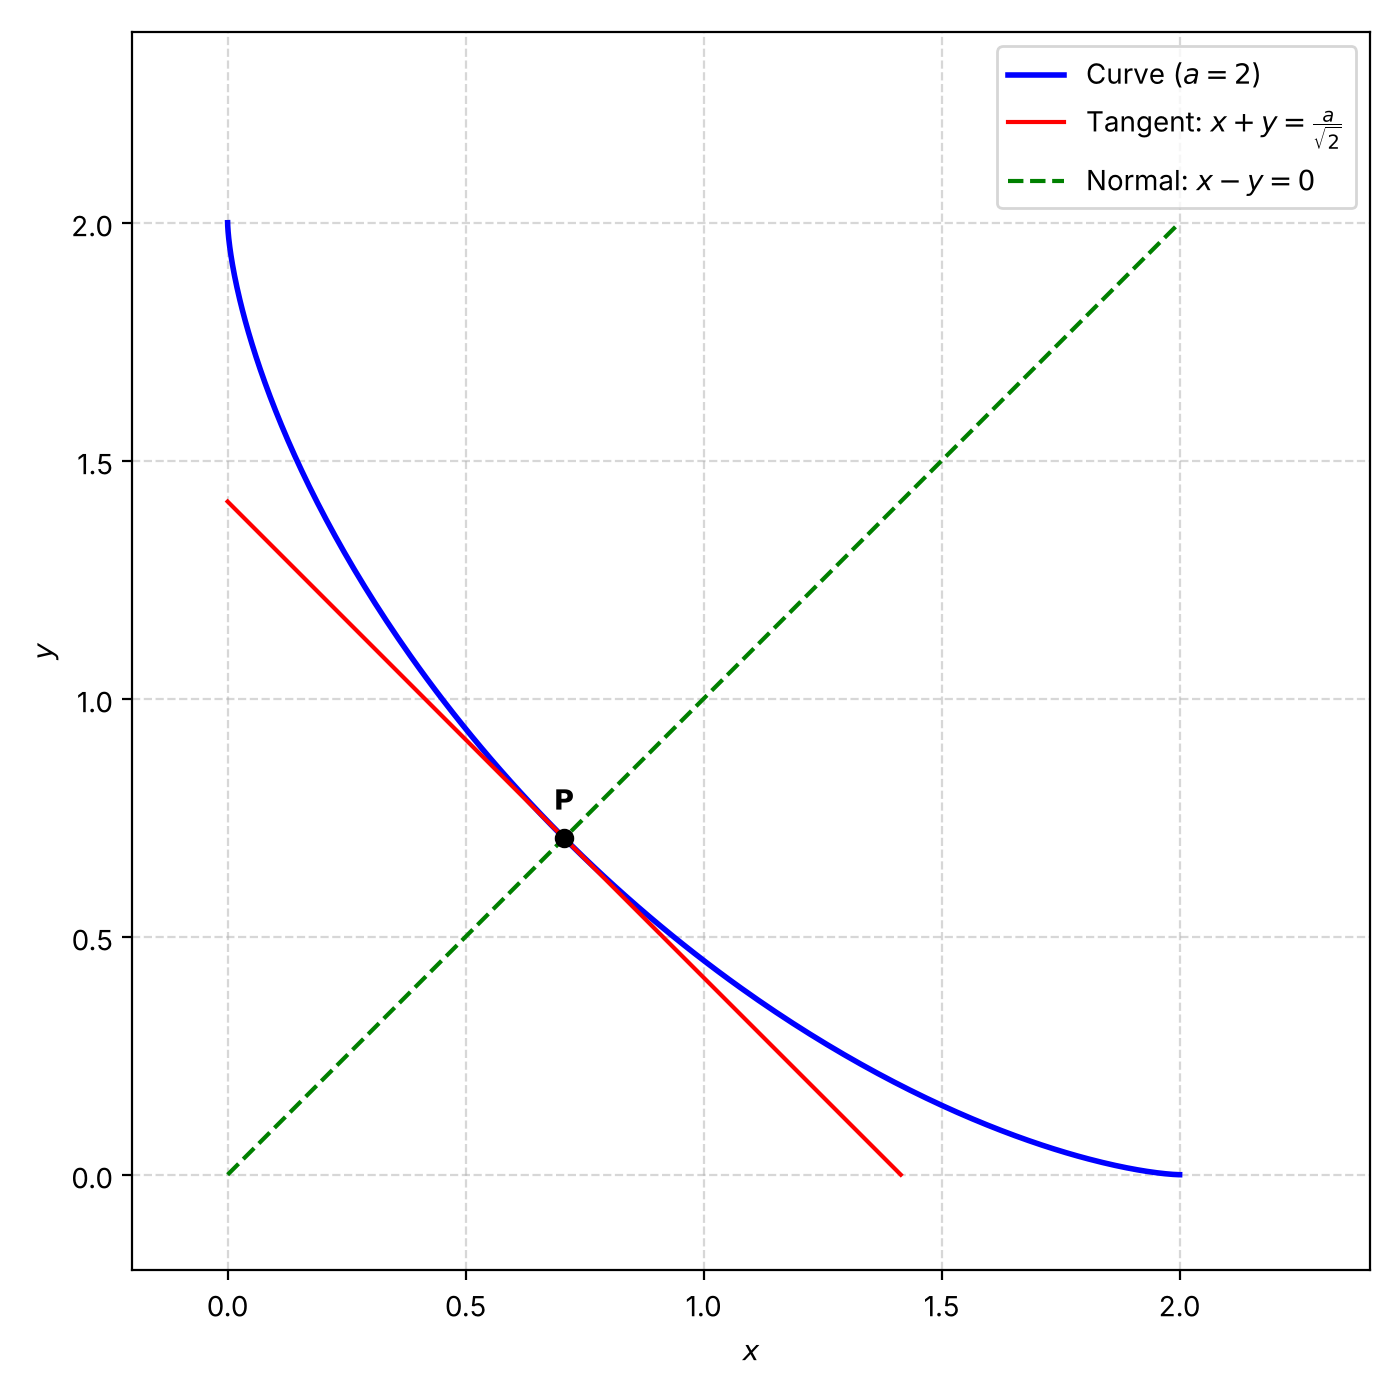 Curve (a = 2)
Tangent: x + y = a/√2
Normal: x − y = 0
2.0
1.5
1.0
0.5
0.0
y
P
0.0 0.5 1.0 1.5 2.0
x